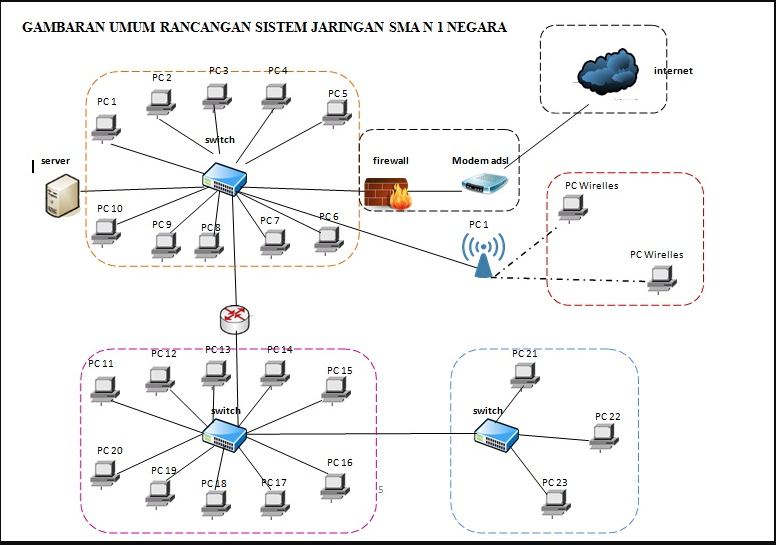 GAMBARAN UMUM RANCANGAN SISTEM JARINGAN SMA N 1 NEGARA
internet
PC 1
PC 2
PC 3
PC 4
PC 5
switch
server
firewall
Modem adsl
PC 10
PC 9
PC 8
PC 7
PC 6
PC 1
PC Wirelles
PC Wirelles
PC 11
PC 12
PC 13
PC 14
PC 15
switch
PC 20
PC 19
PC 18
PC 17
PC 16
5
PC 21
switch
PC 22
PC 23